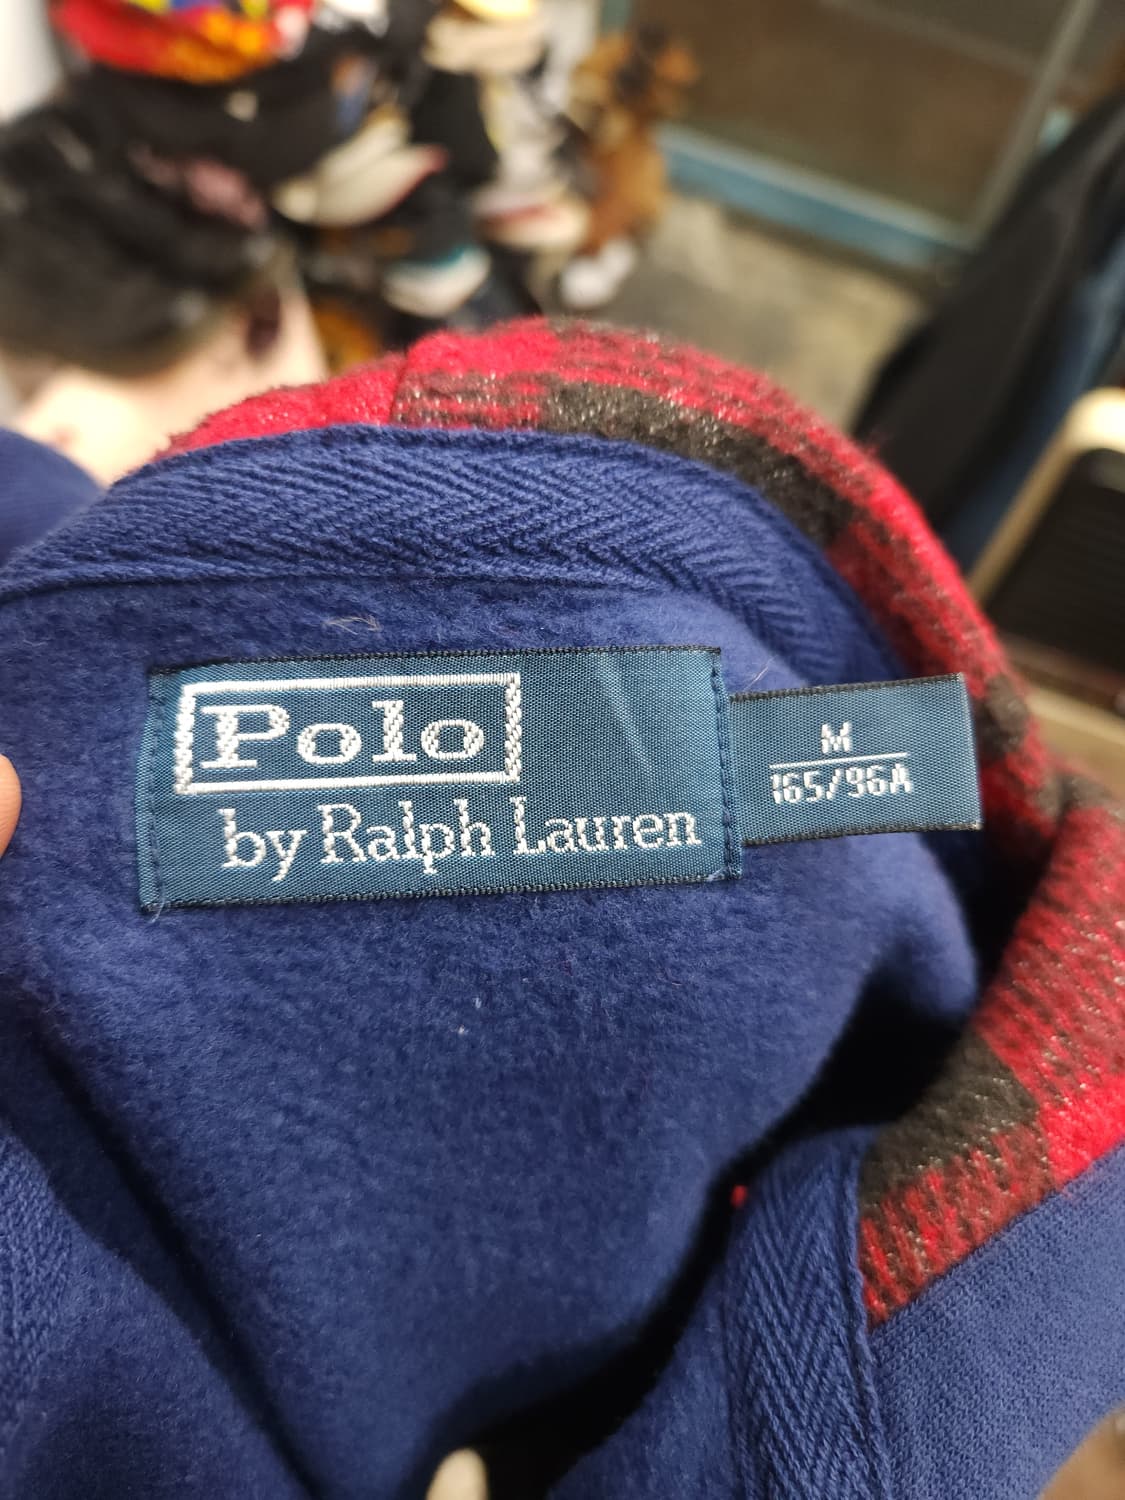 Polo
by Ralph Lauren
M
165/96A